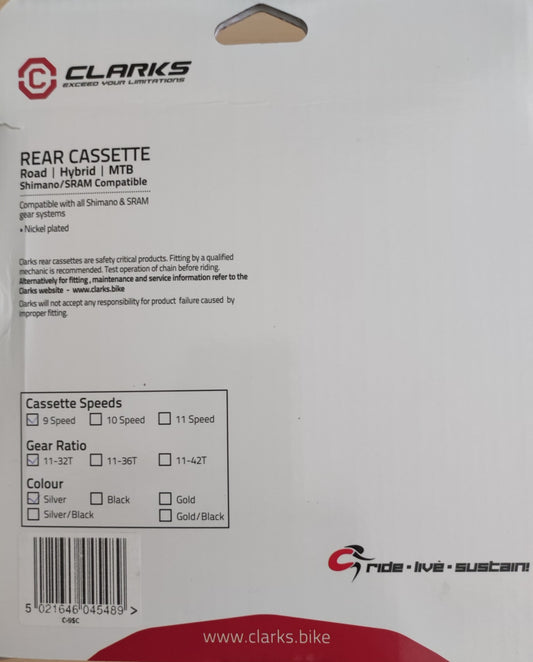 C CLARKS
EXCEED YOUR LIMITATIONS
REAR CASSETTE
Road | Hybrid | MTB
Shimano/SRAM Compatible
Compatible with all Shimano & SRAM
gear systems
• Nickel plated
Clarks rear cassettes are safety critical products. Fitting by a qualified
mechanic is recommended. Test operation of chain before riding.
Alternatively for fitting , maintenance and service information refer to the
Clarks website - www.clarks.bike
Clarks will not accept any responsibility for product failure caused by
improper fitting.
Cassette Speeds
9 Speed 10 Speed 11 Speed
Gear Ratio
11-32T 11-36T 11-42T
Colour
Silver Black Gold
Silver/Black Gold/Black
5 021646 045489 >
C-9SC
ride • live • sustain!
www.clarks.bike